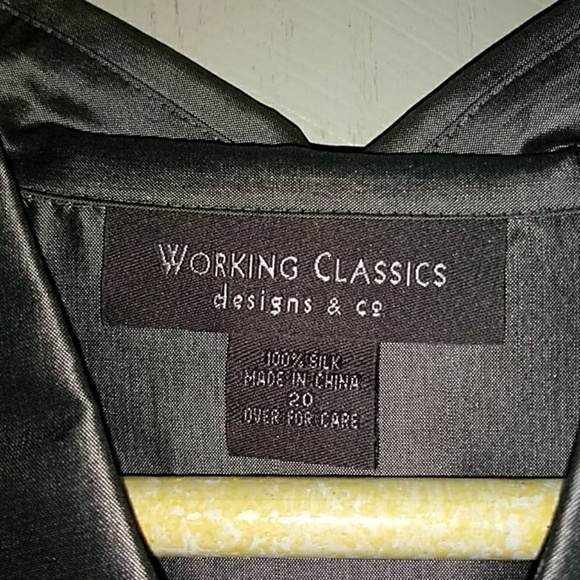 WORKING CLASSICS
designs & co
100% SILK
MADE IN CHINA
20
OVER FOR CARE